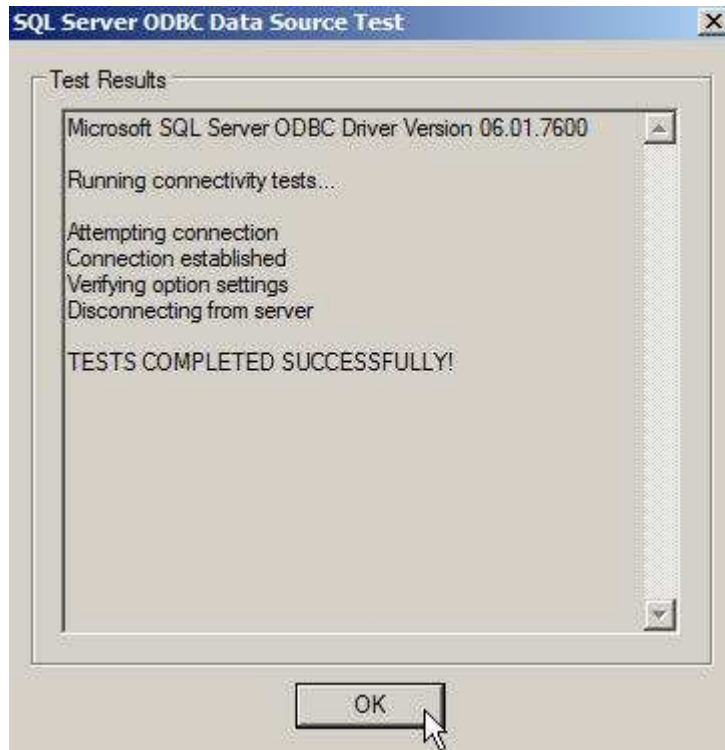 SQL Server ODBC Data Source Test
Test Results
Microsoft SQL Server ODBC Driver Version 06.01.7600
Running connectivity tests...
Attempting connection
Connection established
Verifying option settings
Disconnecting from server
TESTS COMPLETED SUCCESSFULLY!
OK